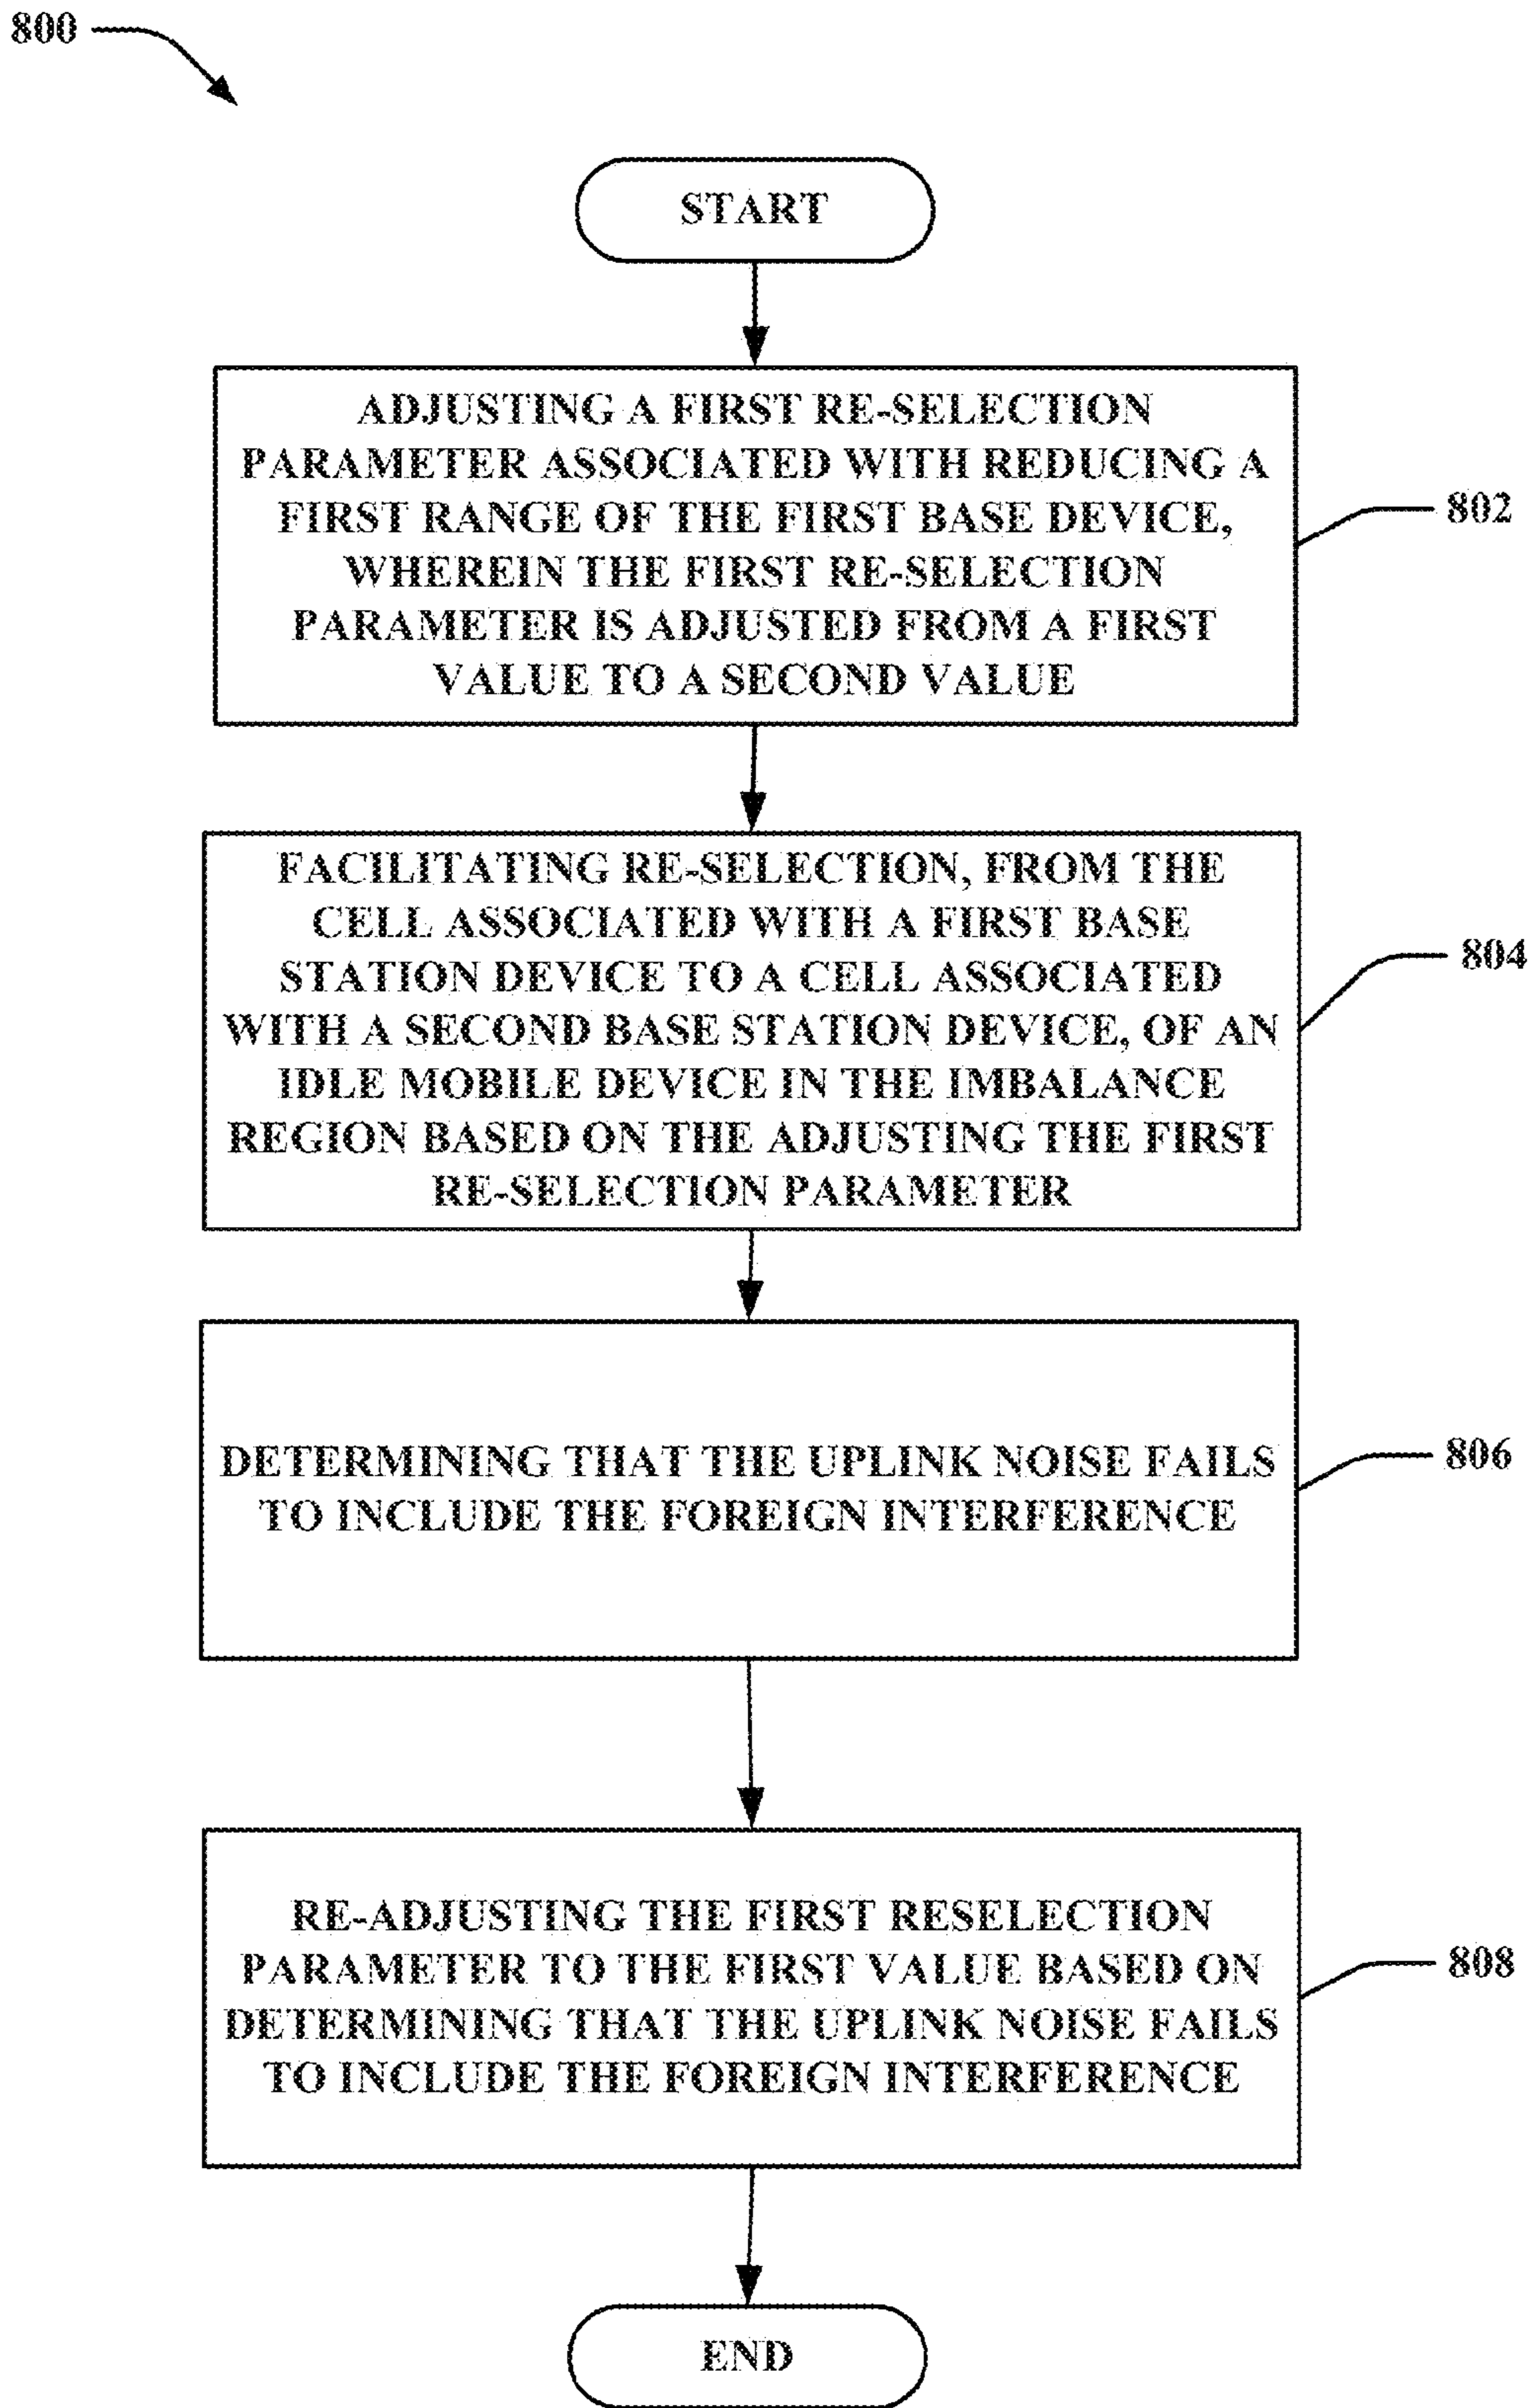 800
START
ADJUSTING A FIRST RE-SELECTION
PARAMETER ASSOCIATED WITH REDUCING A
FIRST RANGE OF THE FIRST BASE DEVICE,
WHEREIN THE FIRST RE-SELECTION
PARAMETER IS ADJUSTED FROM A FIRST
VALUE TO A SECOND VALUE
802
FACILITATING RE-SELECTION, FROM THE
CELL ASSOCIATED WITH A FIRST BASE
STATION DEVICE TO A CELL ASSOCIATED
WITH A SECOND BASE STATION DEVICE, OF AN
IDLE MOBILE DEVICE IN THE IMBALANCE
REGION BASED ON THE ADJUSTING THE FIRST
RE-SELECTION PARAMETER
804
DETERMINING THAT THE UPLINK NOISE FAILS
TO INCLUDE THE FOREIGN INTERFERENCE
806
RE-ADJUSTING THE FIRST RESELECTION
PARAMETER TO THE FIRST VALUE BASED ON
DETERMINING THAT THE UPLINK NOISE FAILS
TO INCLUDE THE FOREIGN INTERFERENCE
808
END